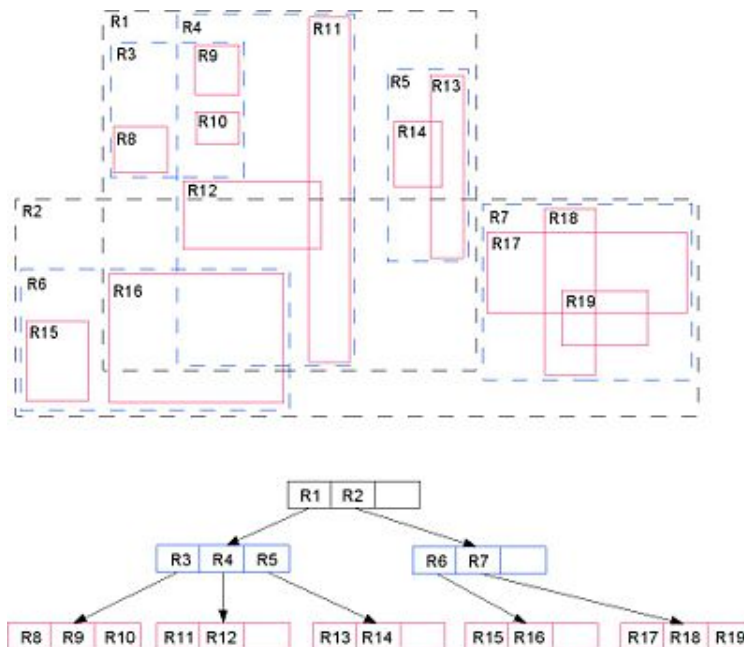 R1 R4 R11
R3 R9
R5 R13
R10 R14
R8
R12
R2 R7 R18
R17
R6 R16
R19
R15
R1 R2
R3 R4 R5 R6 R7
R8 R9 R10 R11 R12 R13 R14 R15 R16 R17 R18 R19